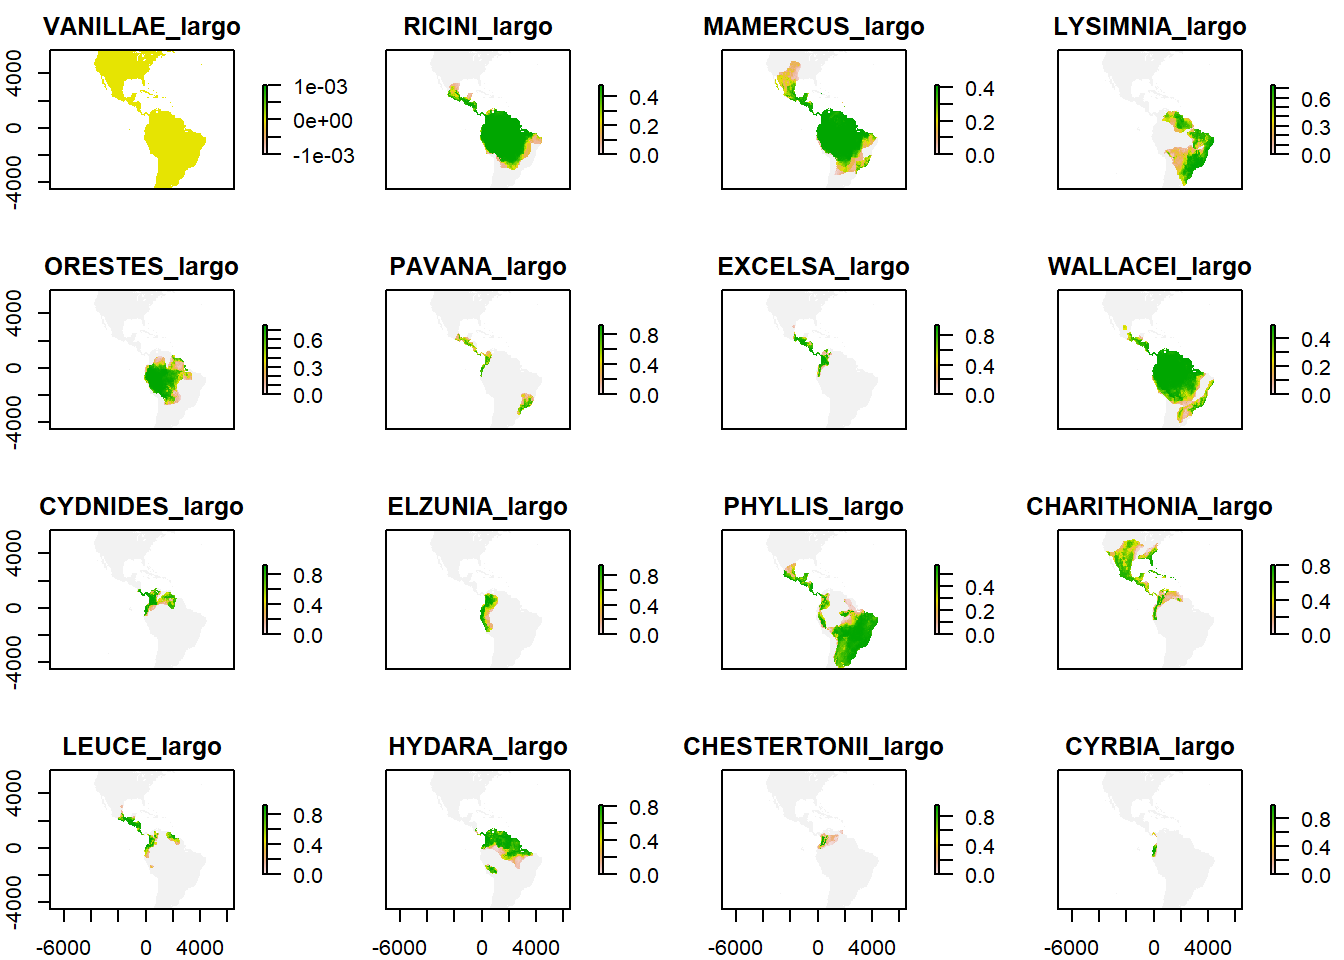 VANILLAE_largo RICINI_largo MAMERCUS_largo LYSIMNIA_largo
4000 0 -4000 1e-03 0e+00 -1e-03 0.4 0.2 0.0 0.4 0.2 0.0 0.6 0.3 0.0
ORESTES_largo PAVANA_largo EXCELSA_largo WALLACEI_largo
4000 0 -4000 0.6 0.3 0.0 0.8 0.4 0.0 0.8 0.4 0.0 0.4 0.2 0.0
CYDNIDES_largo ELZUNIA_largo PHYLLIS_largo CHARITHONIA_largo
4000 0 -4000 0.8 0.4 0.0 0.8 0.4 0.0 0.4 0.2 0.0 0.8 0.4 0.0
LEUCE_largo HYDARA_largo CHESTERTONII_largo CYRBIA_largo
4000 0 -4000 0.8 0.4 0.0 0.8 0.4 0.0 0.8 0.4 0.0 0.8 0.4 0.0
-6000 0 4000 -6000 0 4000 -6000 0 4000 -6000 0 4000